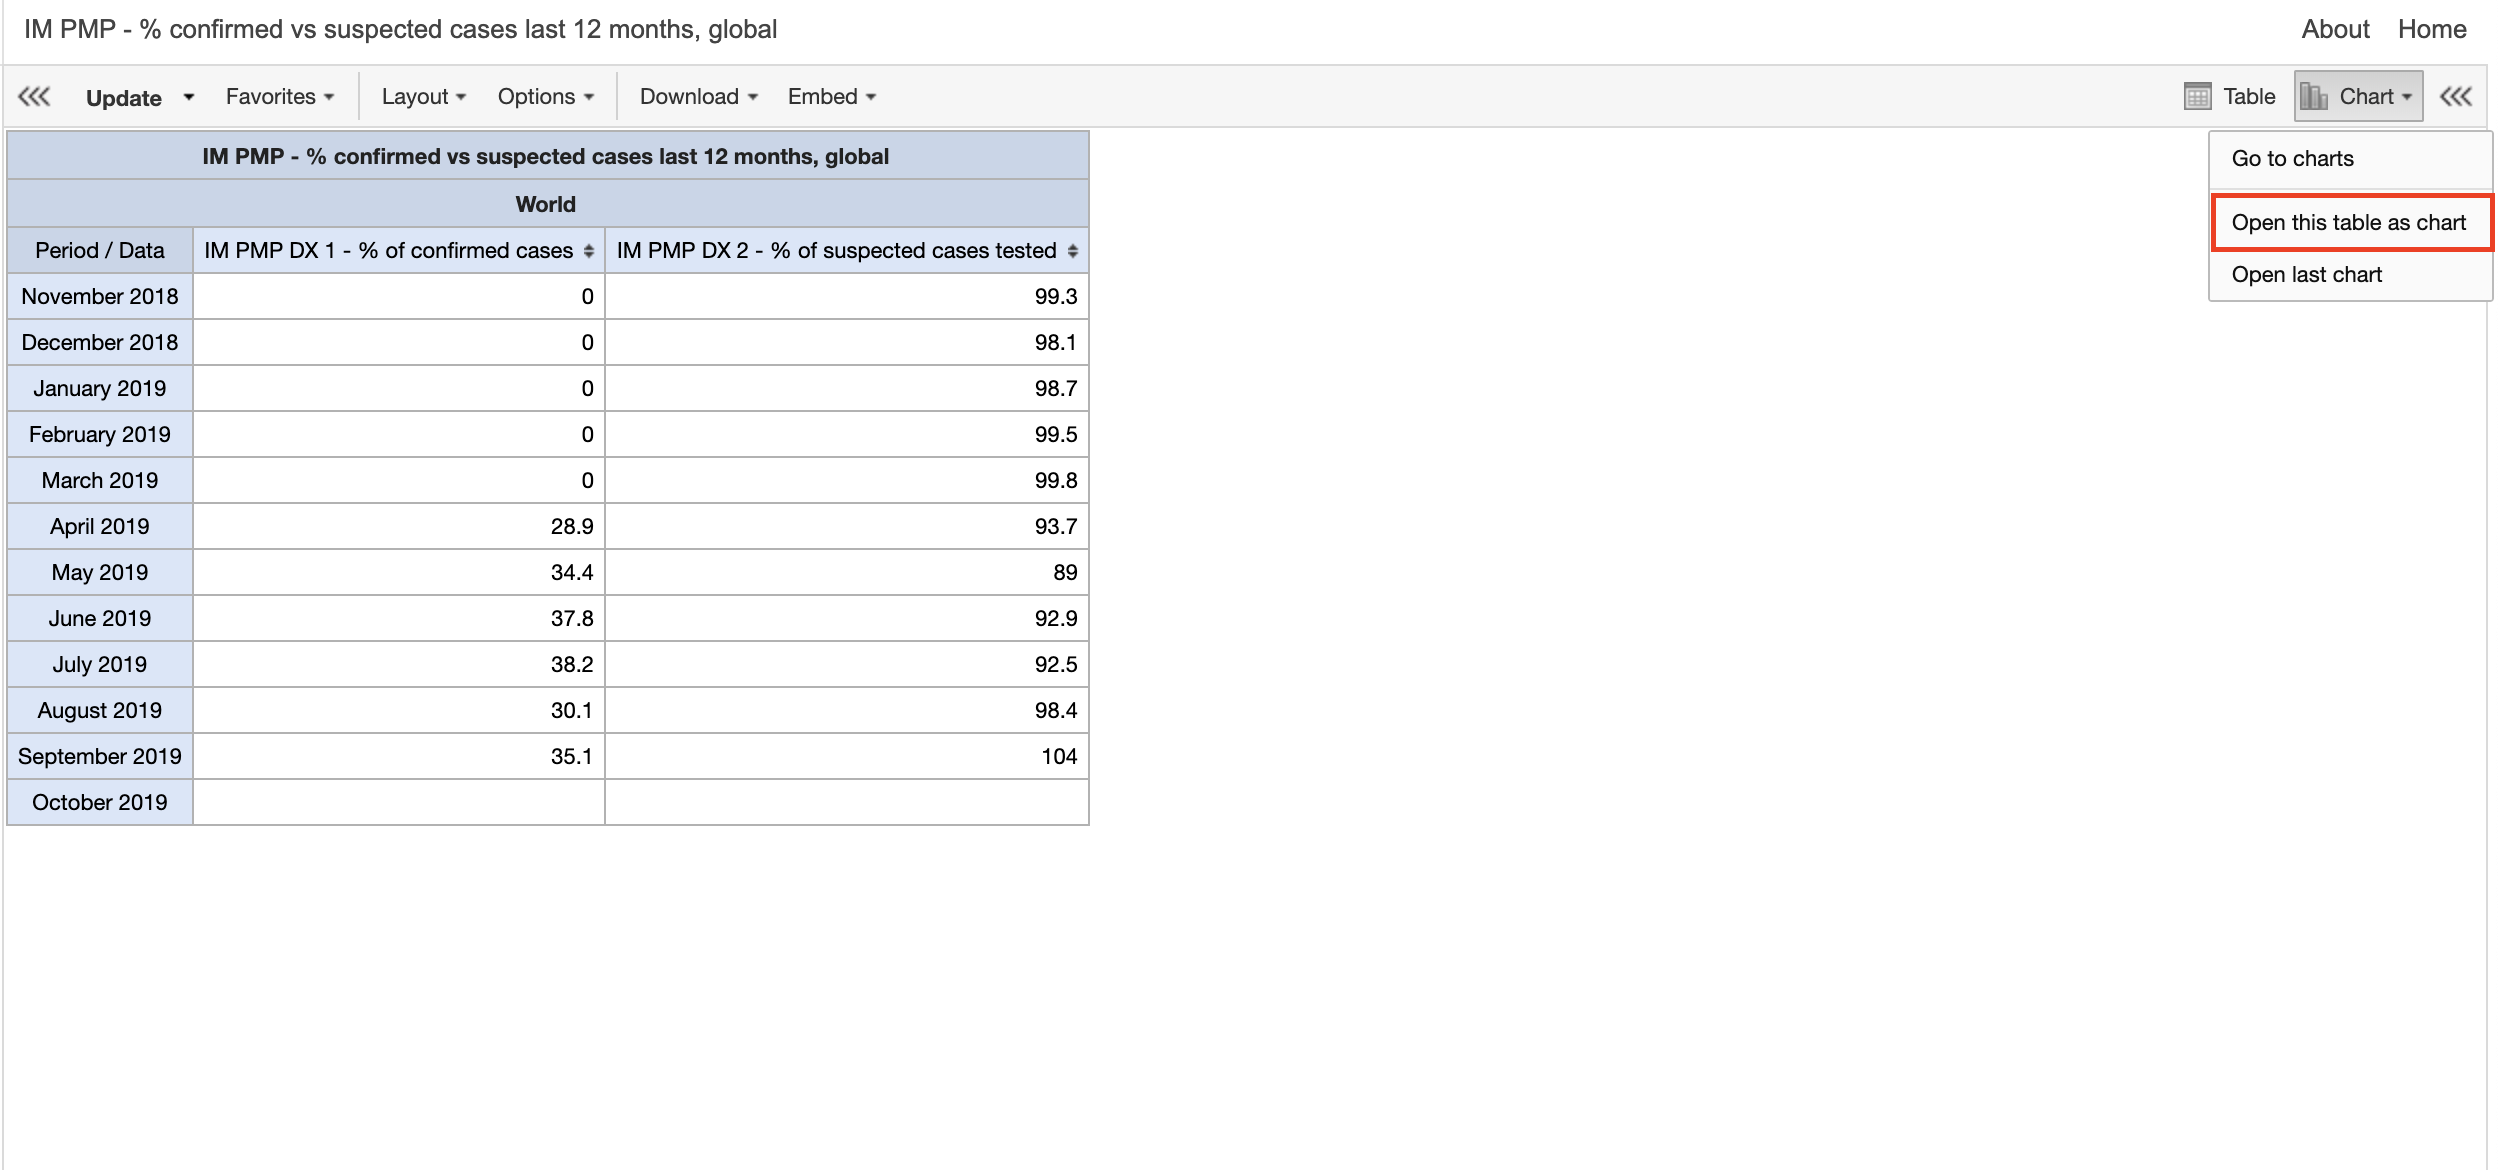 IM PMP - % confirmed vs suspected cases last 12 months, global About Home
Update Favorites Layout Options Download Embed Table Chart
Go to charts
Open this table as chart
Open last chart
IM PMP - % confirmed vs suspected cases last 12 months, global
World
Period / Data IM PMP DX 1 - % of confirmed cases IM PMP DX 2 - % of suspected cases tested
November 2018 0 99.3
December 2018 0 98.1
January 2019 0 98.7
February 2019 0 99.5
March 2019 0 99.8
April 2019 28.9 93.7
May 2019 34.4 89
June 2019 37.8 92.9
July 2019 38.2 92.5
August 2019 30.1 98.4
September 2019 35.1 104
October 2019